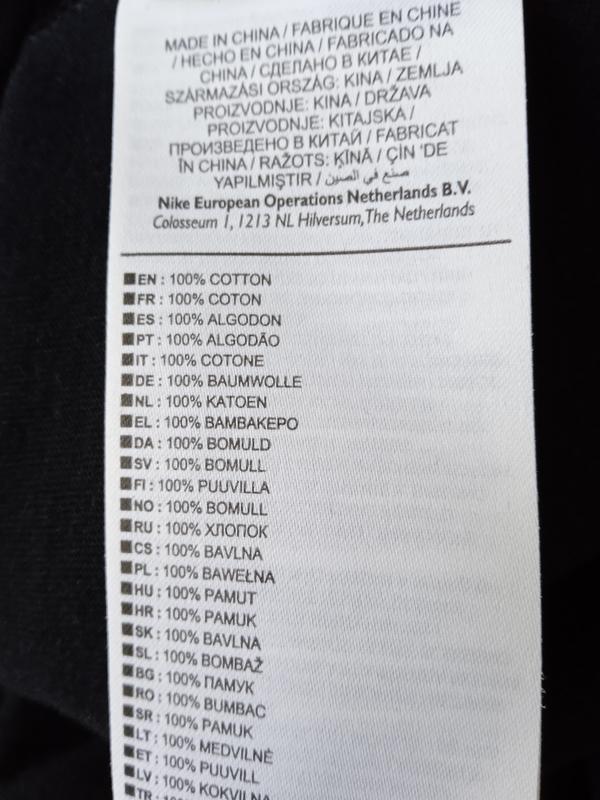 MADE IN CHINA / FABRIQUE EN CHINE
/ HECHO EN CHINA / FABRICADO NA
CHINA / СДЕЛАНО В КИТАЕ /
SZÁRMAZÁSI ORSZÁG: KINA / ZEMLJA
PROIZVODNJE: KINA / DRŽAVA
PROIZVODNJE: KITAJSKA /
ПРОИЗВЕДЕНО В КИТАЙ / FABRICAT
ÎN CHINA / RAŽOTS: ĶĪNĀ / ÇİN 'DE
YAPILMIŞTIR / صنع في الصين
Nike European Operations Netherlands B.V.
Colosseum 1, 1213 NL Hilversum, The Netherlands
EN : 100% COTTON
FR : 100% COTON
ES : 100% ALGODON
PT : 100% ALGODÃO
IT : 100% COTONE
DE : 100% BAUMWOLLE
NL : 100% KATOEN
EL : 100% ΒΑΜΒΑΚΕΡΟ
DA : 100% BOMULD
SV : 100% BOMULL
FI : 100% PUUVILLA
NO : 100% BOMULL
RU : 100% ХЛОПОК
CS : 100% BAVLNA
PL : 100% BAWEŁNA
HU : 100% PAMUT
HR : 100% PAMUK
SK : 100% BAVLNA
SL : 100% BOMBAŽ
BG : 100% ПАМУК
RO : 100% BUMBAC
SR : 100% PAMUK
LT : 100% MEDVILNĖ
ET : 100% PUUVILL
LV : 100% KOKVILNA
TR : 100%